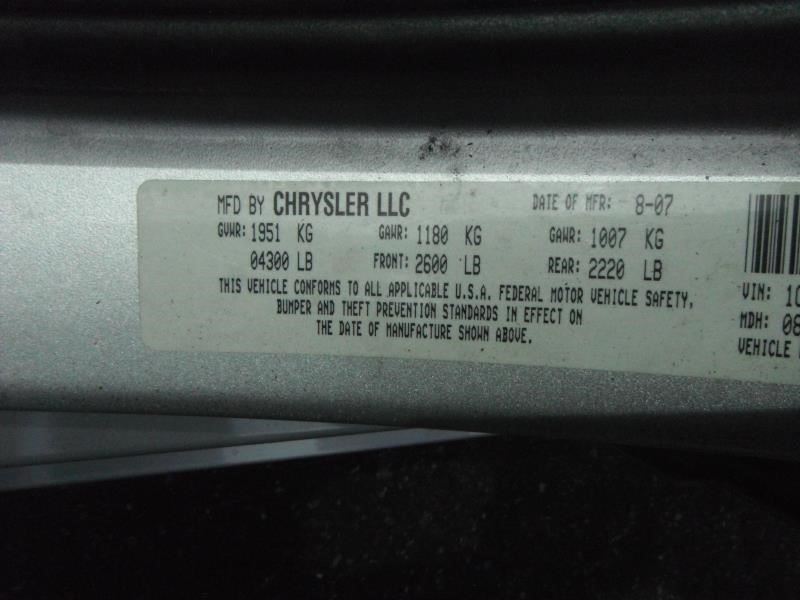 MFD BY CHRYSLER LLC DATE OF MFR: 8-07
GVWR: 1951 KG GAWR: 1180 KG GAWR: 1007 KG
04300 LB FRONT: 2600 LB REAR: 2220 LB
THIS VEHICLE CONFORMS TO ALL APPLICABLE U.S.A. FEDERAL MOTOR VEHICLE SAFETY,
BUMPER AND THEFT PREVENTION STANDARDS IN EFFECT ON
THE DATE OF MANUFACTURE SHOWN ABOVE.
VIN:
MDH: 08
VEHICLE